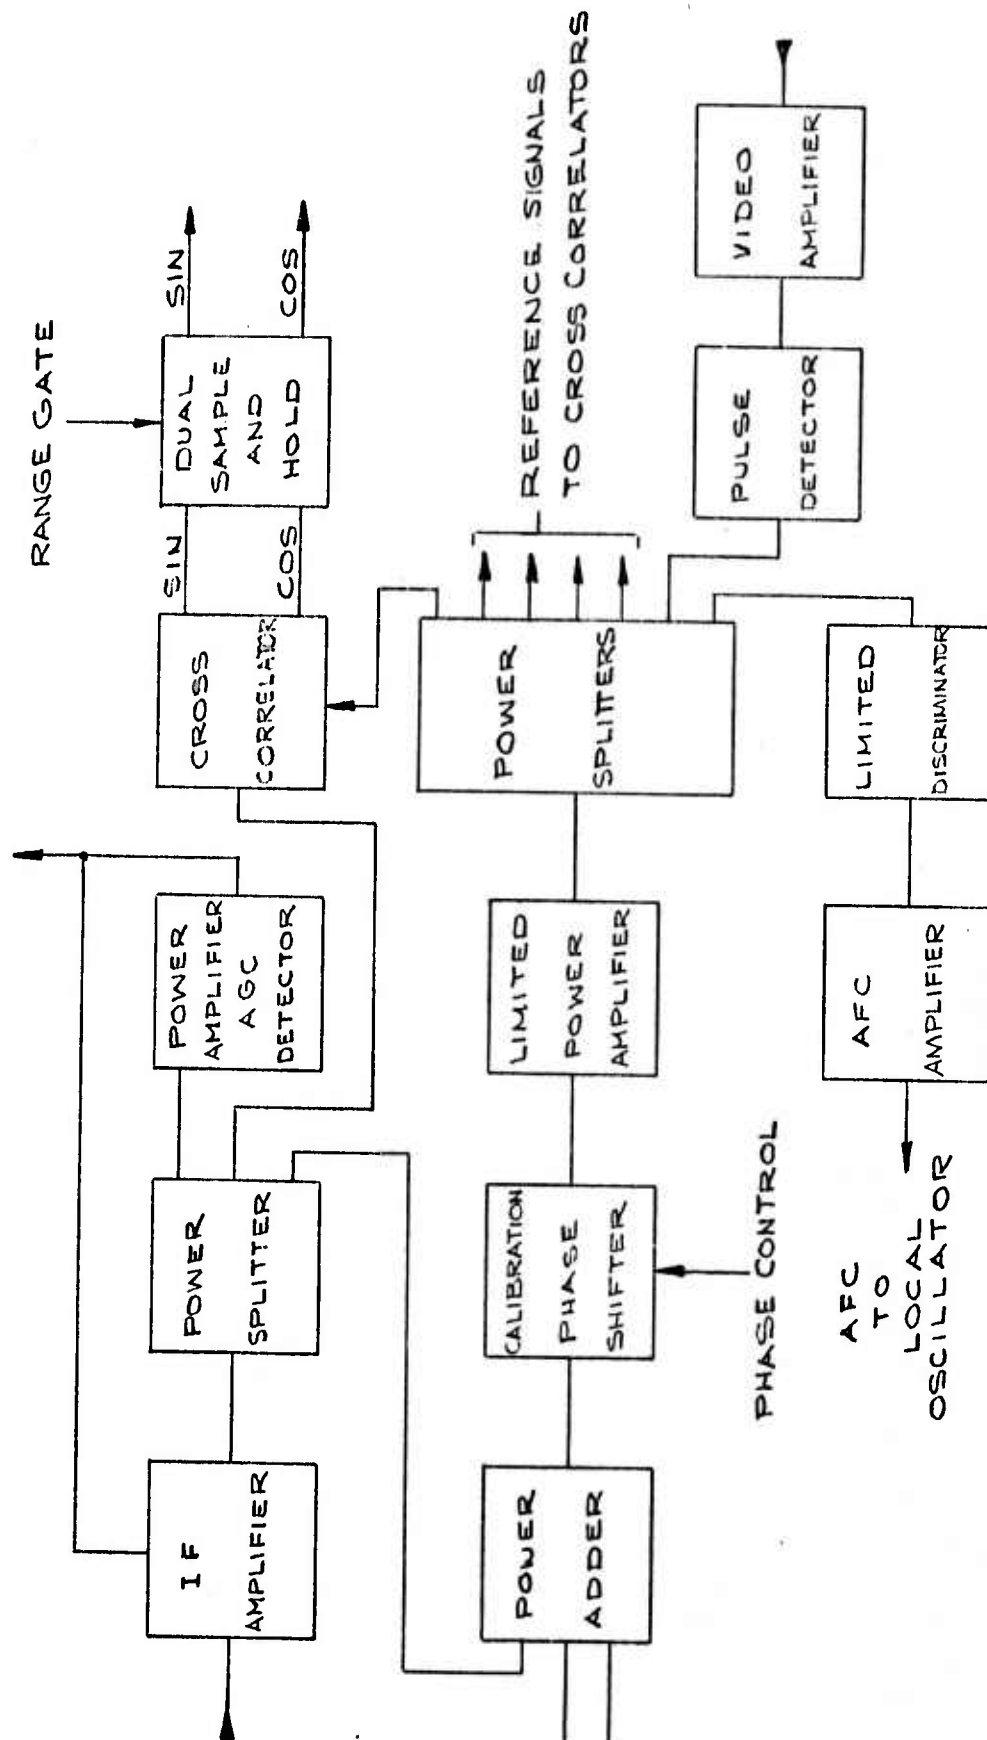 RANGE GATE
IF
AMPLIFIER
POWER
SPLITTER
POWER
AMPLIFIER
AGC
DETECTOR
CROSS
CORRELATOR
SIN
COS
DUAL
SAMPLE
AND
HOLD
SIN
COS
POWER
ADDER
CALIBRATION
PHASE
SHIFTER
LIMITED
POWER
AMPLIFIER
POWER
SPLITTERS
REFERENCE SIGNALS
TO CROSS CORRELATORS
PHASE CONTROL
PULSE
DETECTOR
VIDEO
AMPLIFIER
AFC
TO
LOCAL
OSCILLATOR
AFC
AMPLIFIER
LIMITED
DISCRIMINATOR